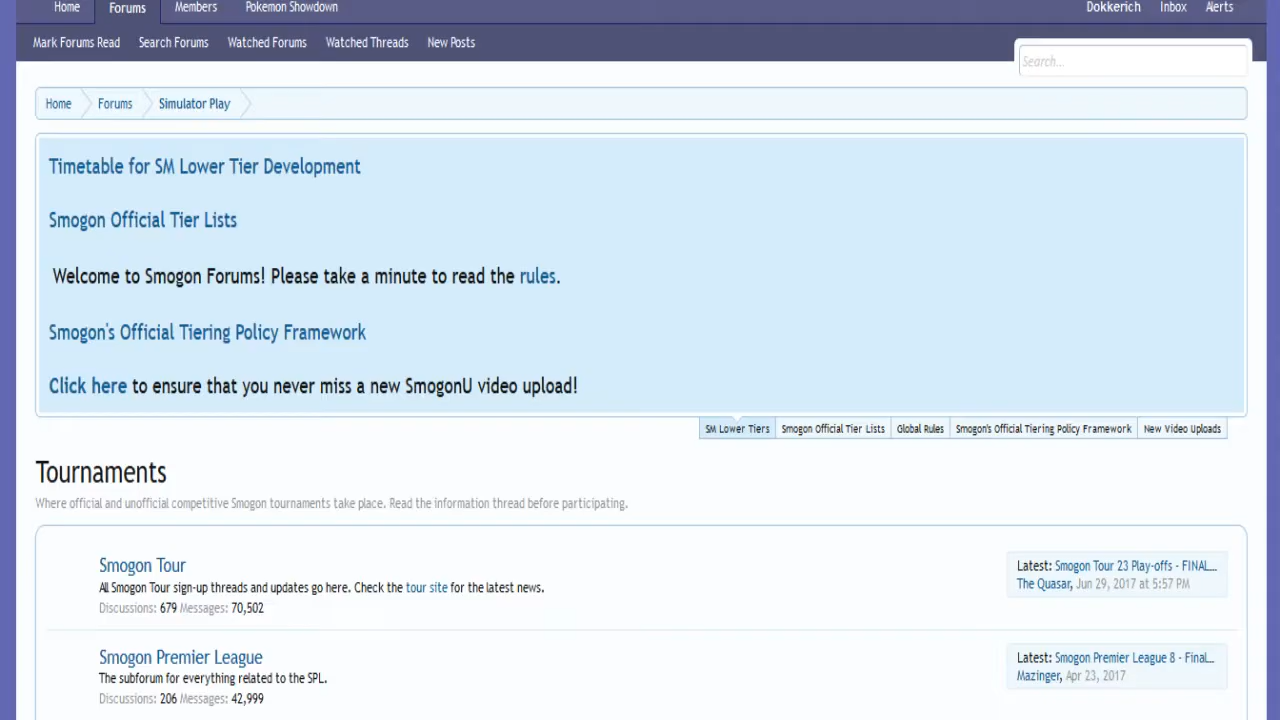 Home Forums Members Pokemon Showdown Dokkerich Inbox Alerts
Mark Forums Read Search Forums Watched Forums Watched Threads New Posts
Search...
Home Forums Simulator Play
Timetable for SM Lower Tier Development
Smogon Official Tier Lists
Welcome to Smogon Forums! Please take a minute to read the rules.
Smogon's Official Tiering Policy Framework
Click here to ensure that you never miss a new SmogonU video upload!
SM Lower Tiers Smogon Official Tier Lists Global Rules Smogon's Official Tiering Policy Framework New Video Uploads
Tournaments
Where official and unofficial competitive Smogon tournaments take place. Read the information thread before participating.
Smogon Tour
All Smogon Tour sign-up threads and updates go here. Check the tour site for the latest news.
Discussions: 679 Messages: 70,502
Latest: Smogon Tour 23 Play-offs - FINAL...
The Quasar, Jun 29, 2017 at 5:57 PM
Smogon Premier League
The subforum for everything related to the SPL.
Discussions: 206 Messages: 42,999
Latest: Smogon Premier League 8 - Final...
Mazinger, Apr 23, 2017